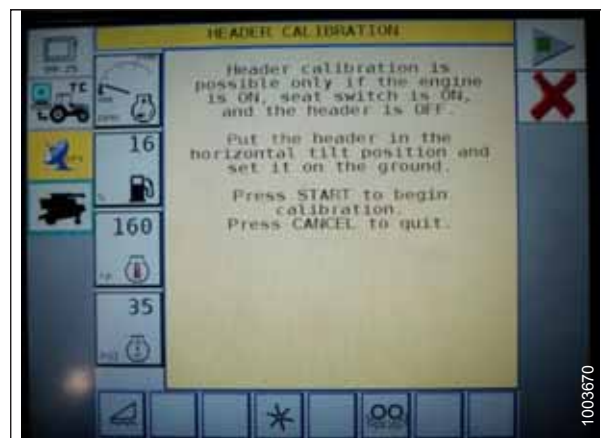 HEADER CALIBRATION
Header calibration is
possible only if the engine
is ON, seat switch is ON,
and the header is OFF.
Put the header in the
horizontal tilt position and
set it on the ground.
Press START to begin
calibration.
Press CANCEL to quit.
TC
16
160
35
1003670